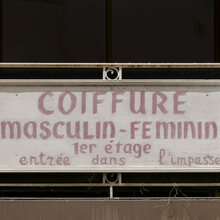 COIFFURE
MASCULIN-FEMININ
1er étage
entrée dans l'impasse